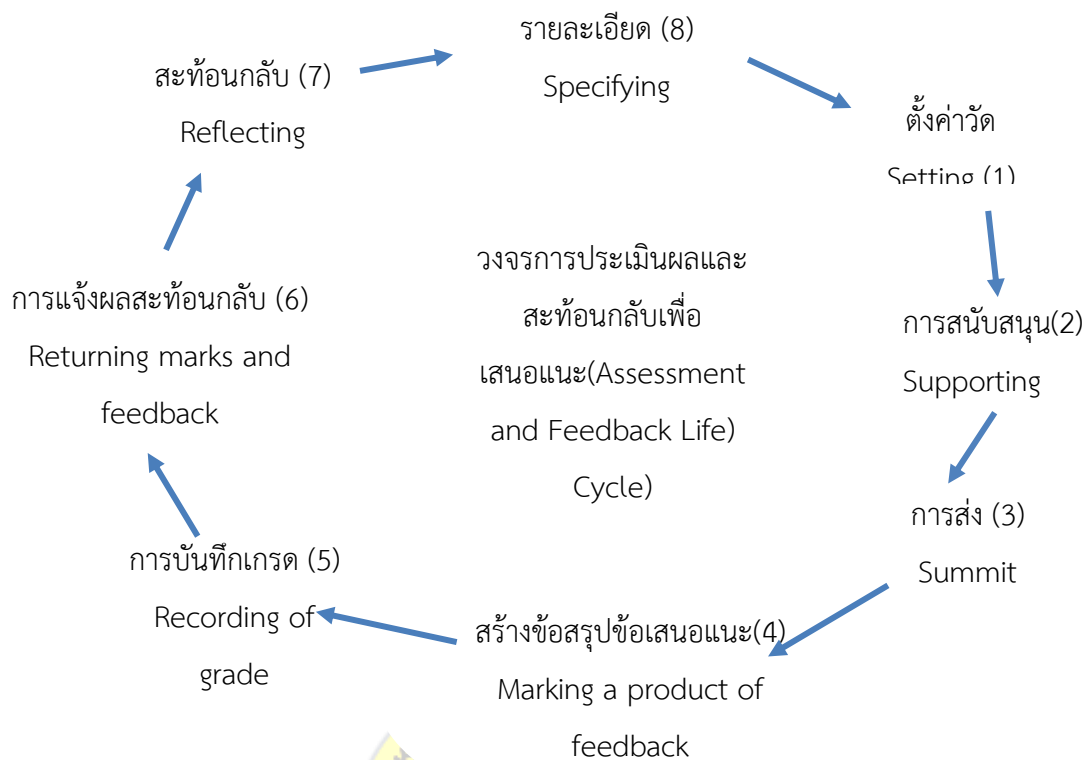 รายละเอียด (8)
Specifying
สะท้อนกลับ (7)
Reflecting
ตั้งค่าวัด
Setting (1)
วงจรการประเมินผลและ
สะท้อนกลับเพื่อ
เสนอแนะ(Assessment
and Feedback Life)
Cycle)
การแจ้งผลสะท้อนกลับ (6)
Returning marks and
feedback
การสนับสนุน(2)
Supporting
การส่ง (3)
Summit
การบันทึกเกรด (5)
Recording of
grade
สร้างข้อสรุปข้อเสนอแนะ(4)
Marking a product of
feedback